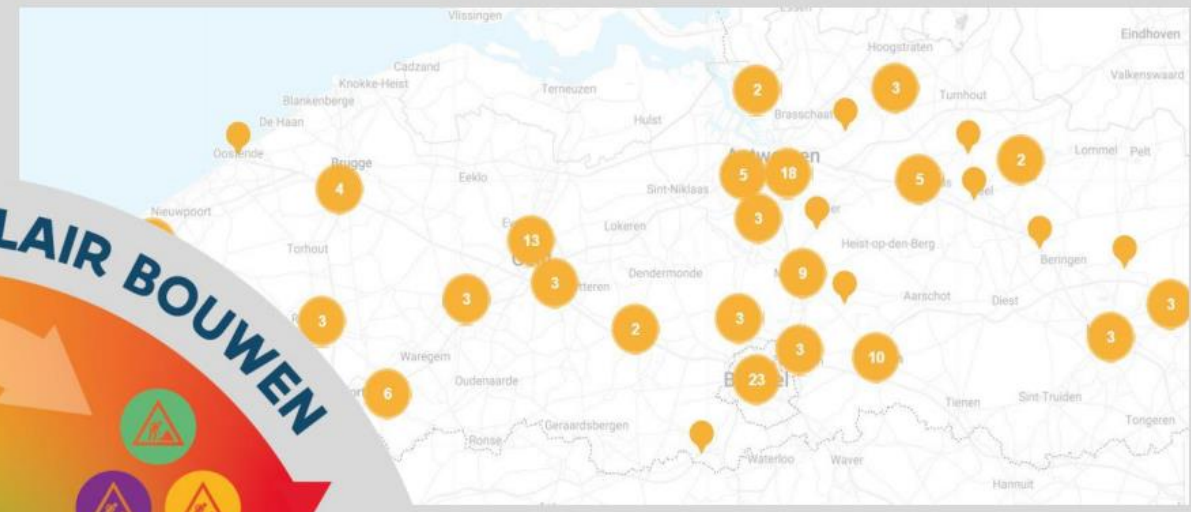 Vlissingen
Eindhoven
Hoogstraten
Cadzand
Valkenswaard
Knokke-Heist
Terneuzen
2
3
Turnhout
Blankenberge
Brasschaat
De Haan
Hulst
Oostende
Brugge
Antwerpen
2
Lommel
Pelt
4
Eeklo
5
18
5
Sint-Niklaas
Nieuwpoort
3
LAIR BOUWEN
Lokeren
13
Heist-op-den-Berg
Torhout
Beringen
3
Dendermonde
9
3
Aarschot
Diest
3
3
2
3
3
3
10
Waregem
6
Oudenaarde
23
Tienen
Sint-Truiden
Geraardsbergen
Tongeren
Ronse
Waterloo
Waver
Hannuit